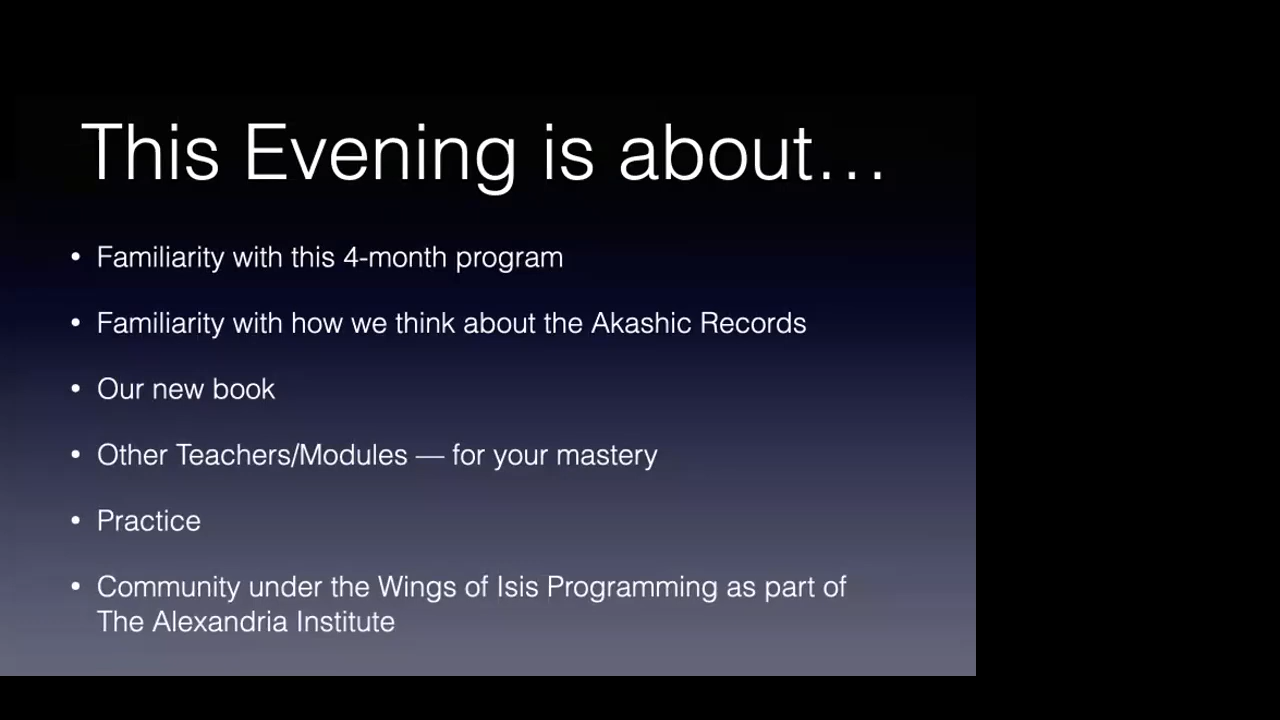 This Evening is about…
• Familiarity with this 4-month program
• Familiarity with how we think about the Akashic Records
• Our new book
• Other Teachers/Modules — for your mastery
• Practice
• Community under the Wings of Isis Programming as part of
The Alexandria Institute